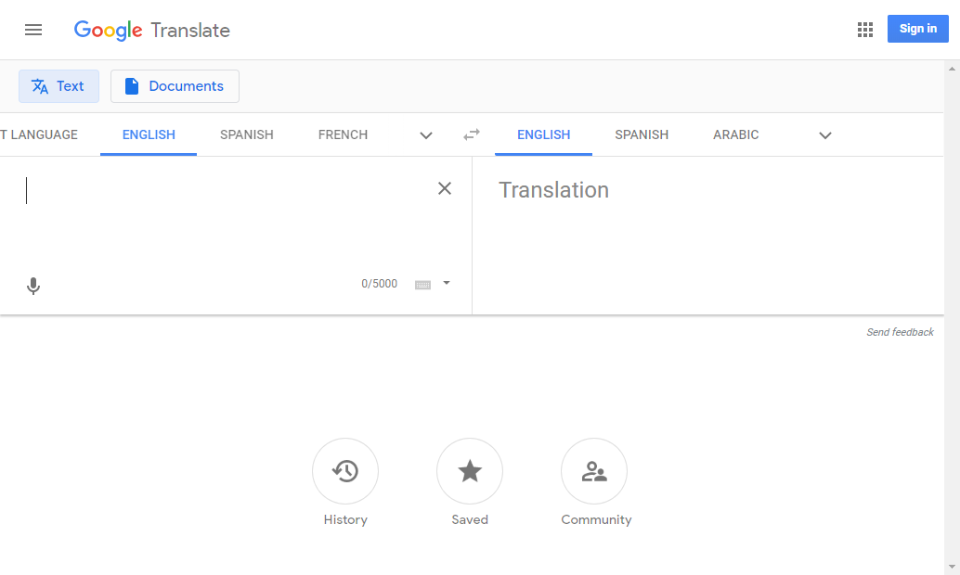 Google Translate
Sign in
Text
Documents
T LANGUAGE
ENGLISH
SPANISH
FRENCH
ENGLISH
SPANISH
ARABIC
Translation
0/5000
Send feedback
History
Saved
Community